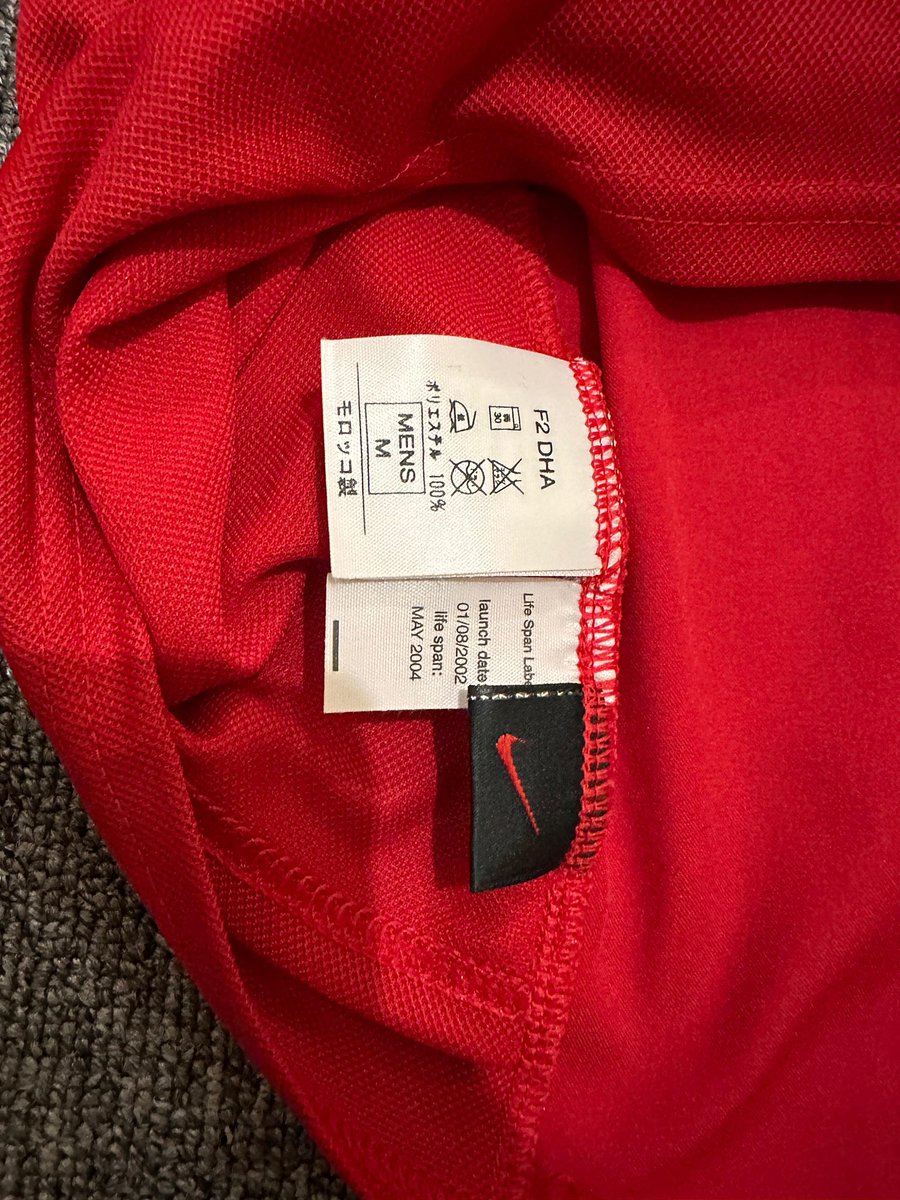 F2 DHA
30
ポリエステル 100%
MENS
M
モロッコ製
Life Span Labe
launch date
01/08/2002
life span:
MAY 2004